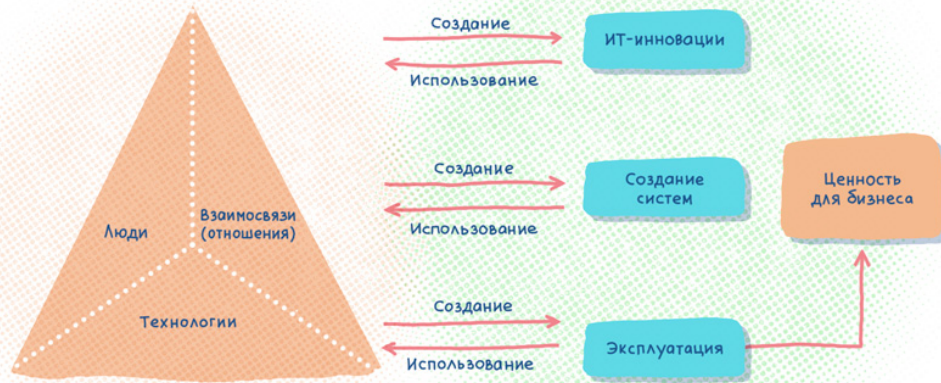 Создание
ИТ-инновации
Использование
Создание
Создание
систем
Использование
Ценность
для бизнеса
Люди
Взаимосвязи
(отношения)
Технологии
Создание
Эксплуатация
Использование